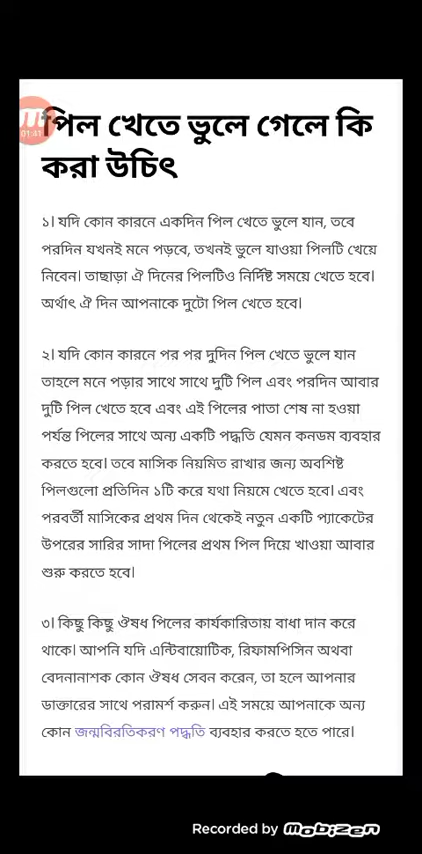 পিল খেতে ভুলে গেলে কি
করা উচিৎ
01:41
১। যদি কোন কারনে একদিন পিল খেতে ভুলে যান, তবে
পরদিন যখনই মনে পড়বে, তখনই ভুলে যাওয়া পিলটি খেয়ে
নিবেন। তাছাড়া ঐ দিনের পিলটিও নির্দিষ্ট সময়ে খেতে হবে।
অর্থাৎ ঐ দিন আপনাকে দুটো পিল খেতে হবে।
২। যদি কোন কারনে পর পর দুদিন পিল খেতে ভুলে যান
তাহলে মনে পড়ার সাথে সাথে দুটি পিল এবং পরদিন আবার
দুটি পিল খেতে হবে এবং এই পিলের পাতা শেষ না হওয়া
পর্যন্ত পিলের সাথে অন্য একটি পদ্ধতি যেমন কনডম ব্যবহার
করতে হবে। তবে মাসিক নিয়মিত রাখার জন্য অবশিষ্ট
পিলগুলো প্রতিদিন ১টি করে যথা নিয়মে খেতে হবে। এবং
পরবর্তী মাসিকের প্রথম দিন থেকেই নতুন একটি প্যাকেটের
উপরের সারির সাদা পিলের প্রথম পিল দিয়ে খাওয়া আবার
শুরু করতে হবে।
৩। কিছু কিছু ঔষধ পিলের কার্যকারিতায় বাধা দান করে
থাকে। আপনি যদি এন্টিবায়োটিক, রিফামপিসিন অথবা
বেদনানাশক কোন ঔষধ সেবন করেন, তা হলে আপনার
ডাক্তারের সাথে পরামর্শ করুন। এই সময়ে আপনাকে অন্য
কোন জন্মবিরতিকরণ পদ্ধতি ব্যবহার করতে হতে পারে।
Recorded by mobizen